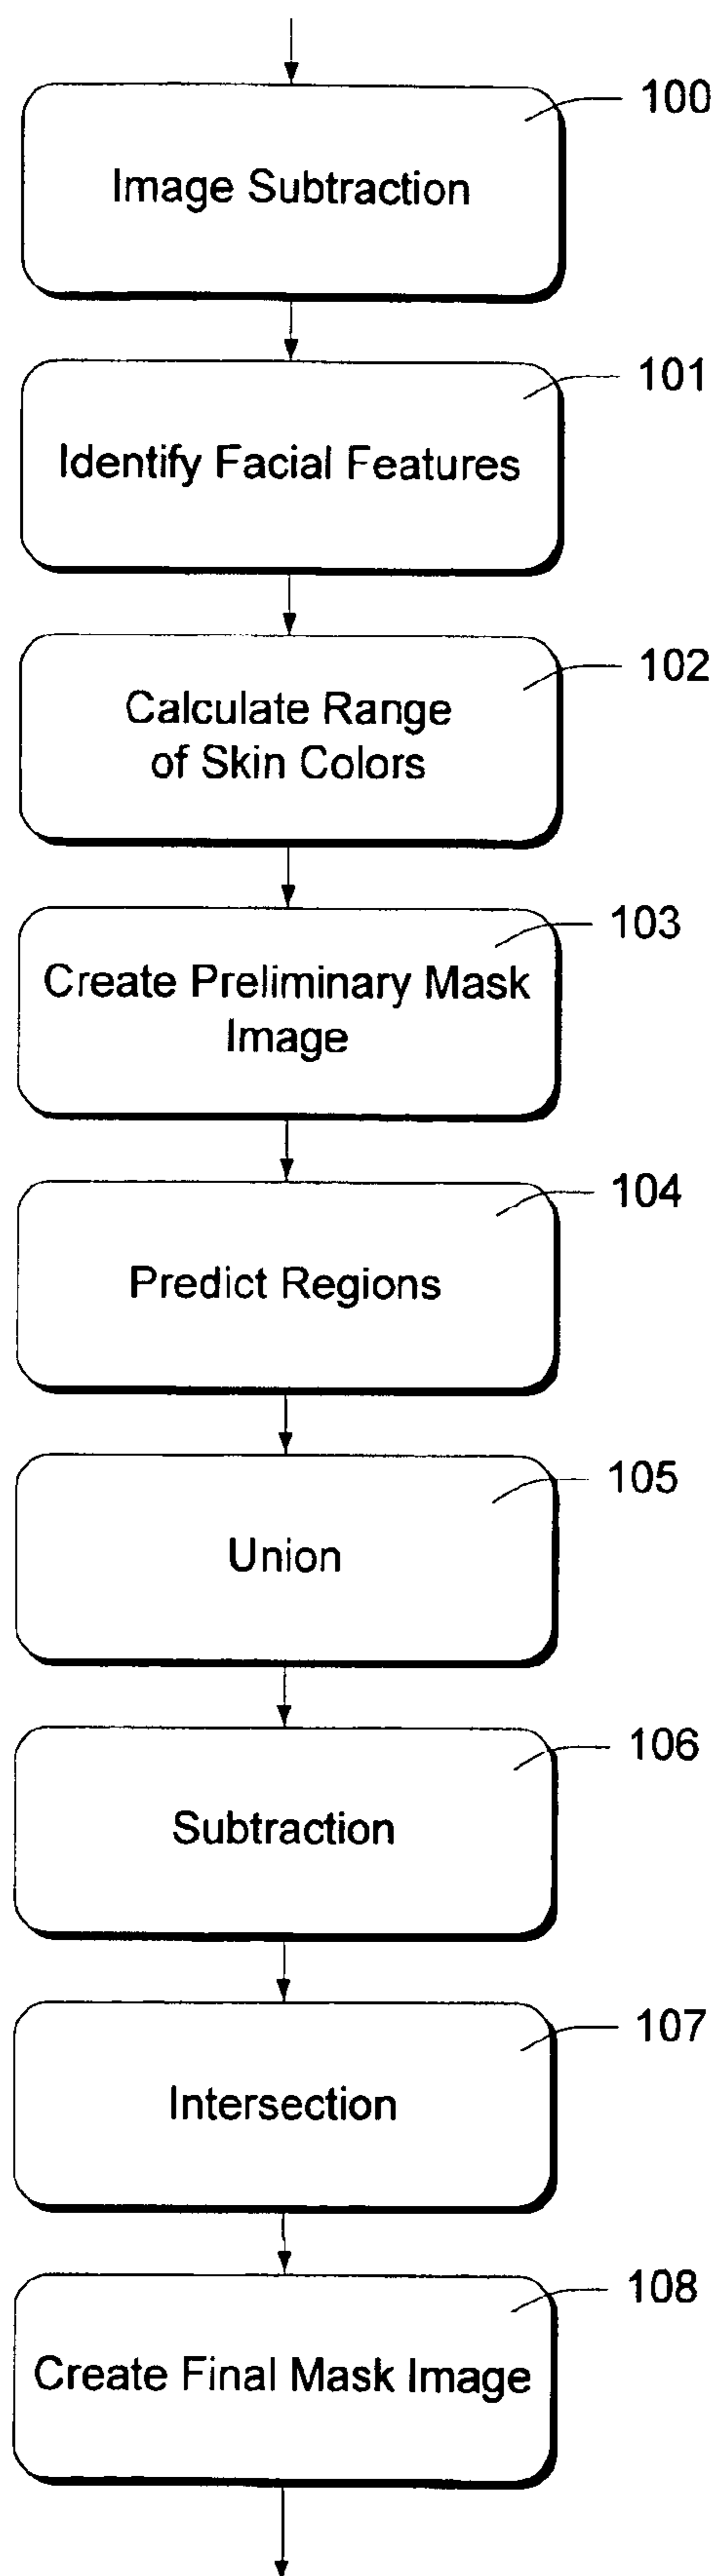 100
Image Subtraction
101
Identify Facial Features
102
Calculate Range
of Skin Colors
103
Create Preliminary Mask
Image
104
Predict Regions
105
Union
106
Subtraction
107
Intersection
108
Create Final Mask Image